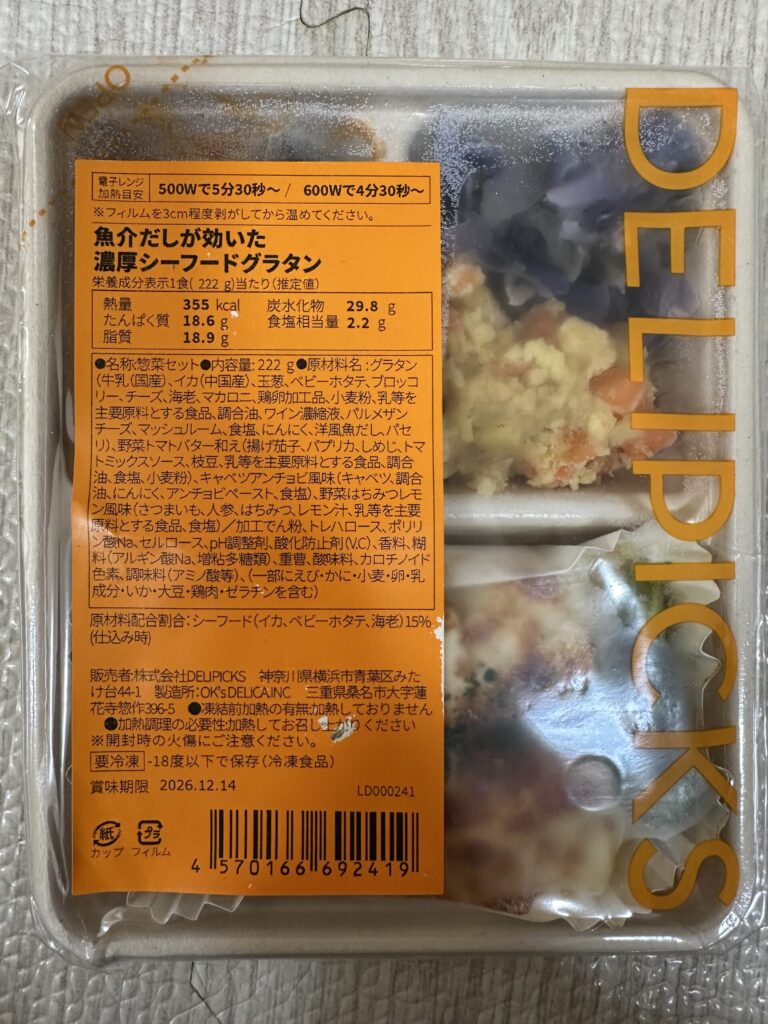 OPEN
DELIPICKS
電子レンジ
加熱目安
500Wで5分30秒〜 / 600Wで4分30秒〜
※フィルムを3cm程度剥がしてから温めてください。
魚介だしが効いた
濃厚シーフードグラタン
栄養成分表示1食( 222 g)当たり(推定値)
熱量 355 kcal 炭水化物 29.8 g
たんぱく質 18.6 g 食塩相当量 2.2 g
脂質 18.9 g
●名称:惣菜セット●内容量: 222 g●原材料名:グラタン
(牛乳(国産)、イカ(中国産)、玉葱、ベビーホタテ、ブロッコ
リー、チーズ、海老、マカロニ、鶏卵加工品、小麦粉、乳等を
主要原料とする食品、調合油、ワイン濃縮液、パルメザン
チーズ、マッシュルーム、食塩、にんにく、洋風魚だし、パセ
リ)、野菜トマトバター和え(揚げ茄子、パプリカ、しめじ、トマ
トミックスソース、枝豆、乳等を主要原料とする食品、調合
油、食塩、小麦粉)、キャベツアンチョビ風味(キャベツ、調合
油、にんにく、アンチョビペースト、食塩)、野菜はちみつレモ
ン風味(さつまいも、人参、はちみつ、レモン汁、乳等を主要
原料とする食品、食塩)/加工でん粉、トレハロース、ポリリ
ン酸Na、セルロース、pH調整剤、酸化防止剤(V.C)、香料、糊
料(アルギン酸Na、増粘多糖類)、重曹、酸味料、カロチノイド
色素、調味料(アミノ酸等)、(一部にえび・かに・小麦・卵・乳
成分・いか・大豆・鶏肉・ゼラチンを含む)
原材料配合割合:シーフード(イカ、ベビーホタテ、海老)15%
(仕込み時)
販売者:株式会社DELIPICKS 神奈川県横浜市青葉区みた
け台44-1 製造所:OK's DELICA.INC 三重県桑名市大字蓮
花寺惣作396-5 ●凍結前加熱の有無:加熱しておりません
●加熱調理の必要性:加熱してお召し上がりください
※開封時の火傷にご注意ください。
要冷凍 -18度以下で保存(冷凍食品)
賞味期限 2026.12.14 LD000241
紙 プラ
カップ フィルム
4 570166 692419